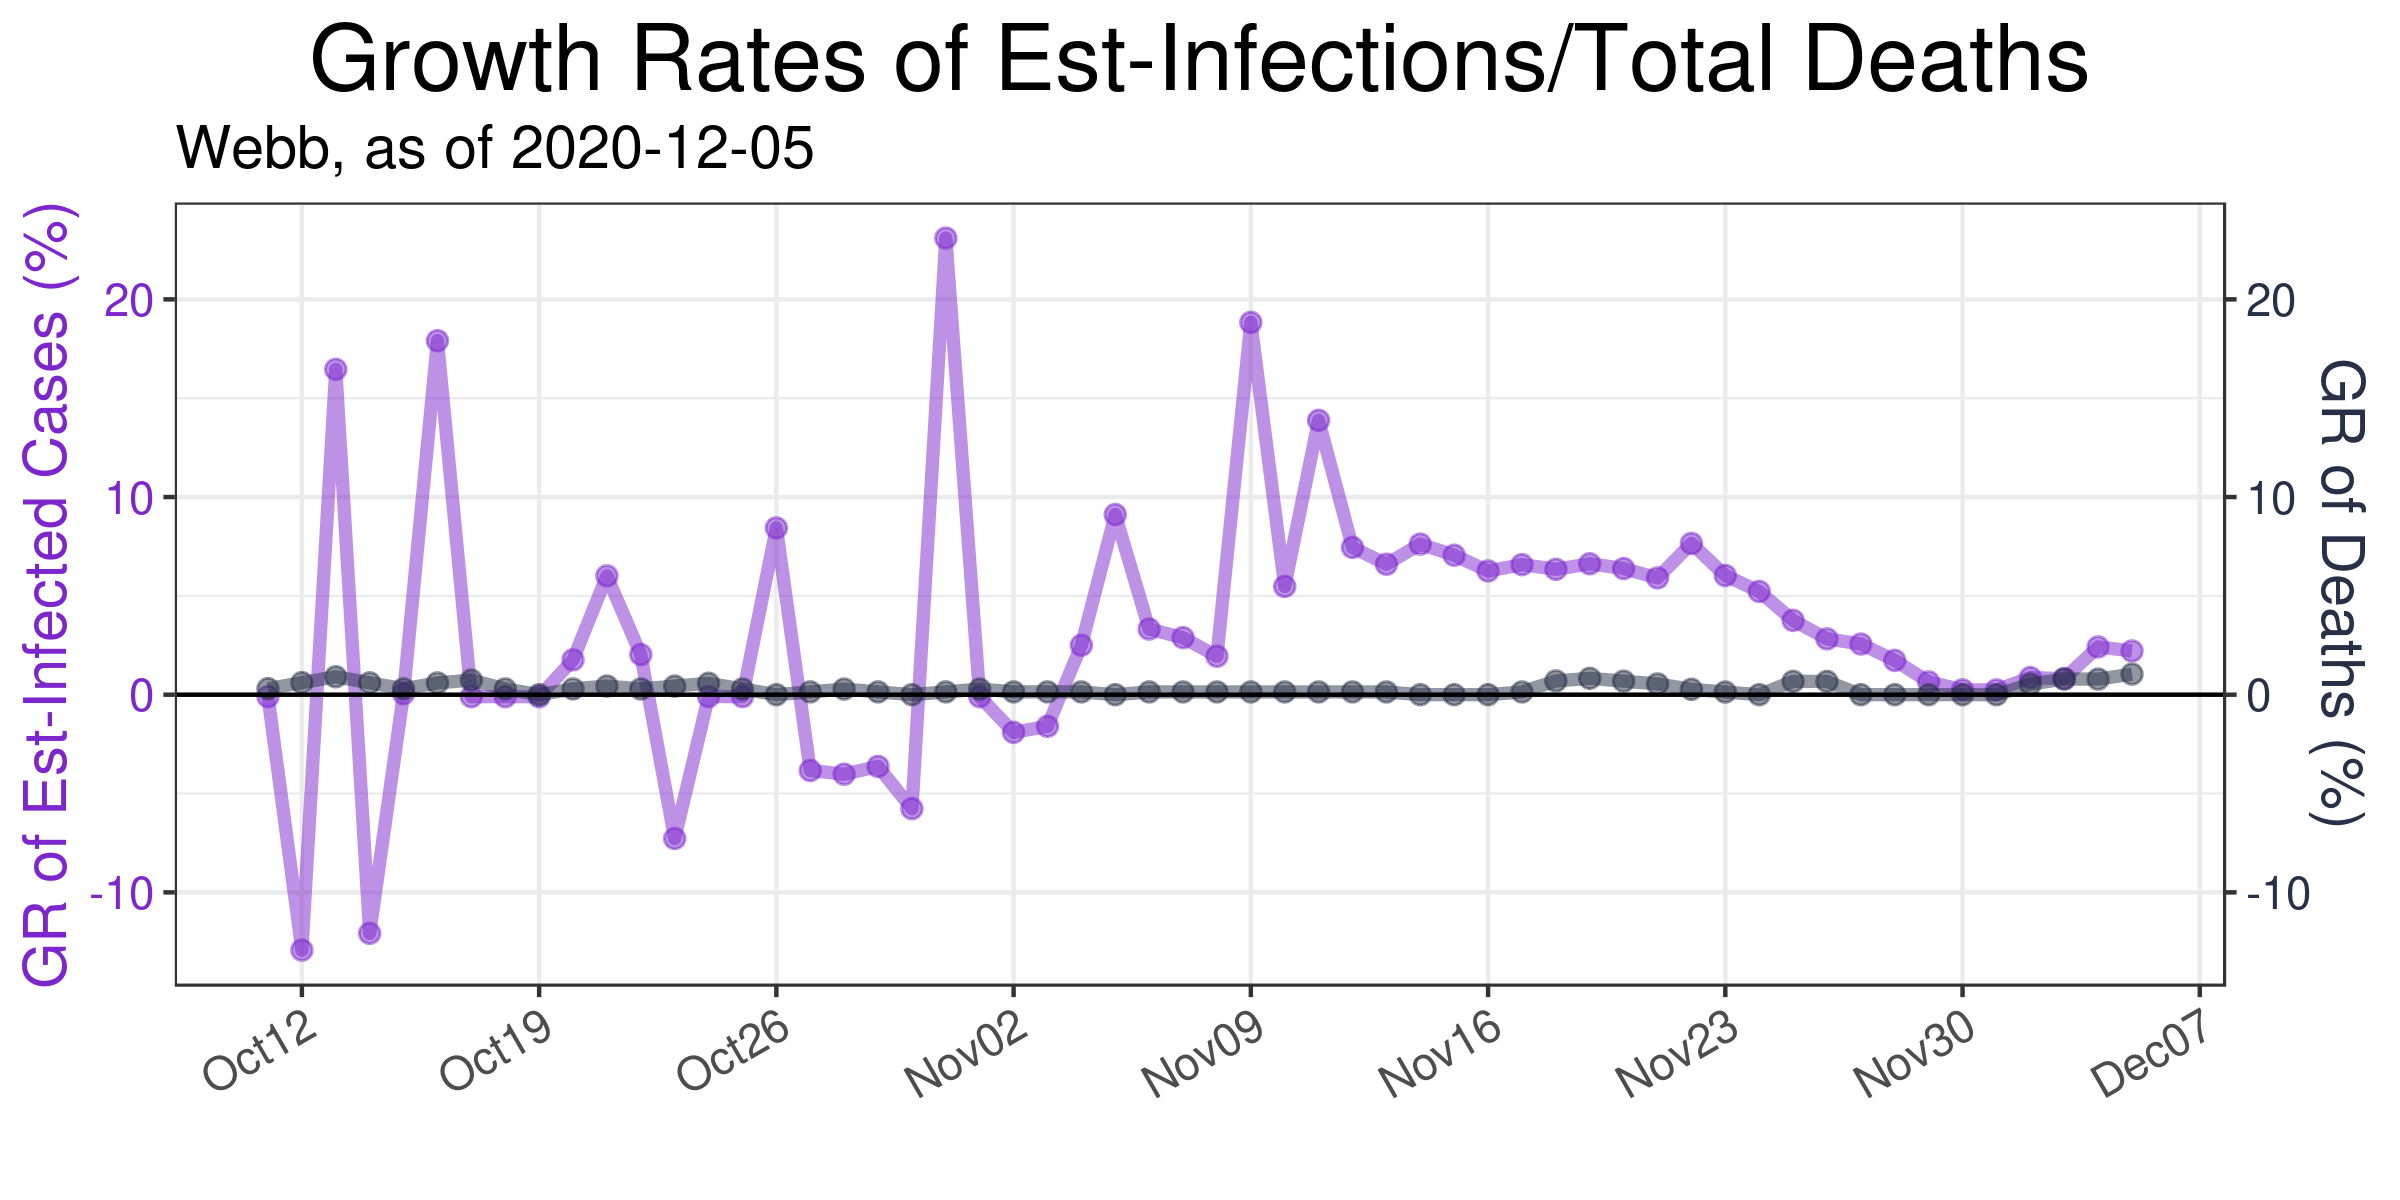 Growth Rates of Est-Infections/Total Deaths
Webb, as of 2020-12-05
GR of Est-Infected Cases (%)
20
10
0
-10
20
10
0
-10
GR of Deaths (%)
Oct12
Oct19
Oct26
Nov02
Nov09
Nov16
Nov23
Nov30
Dec07